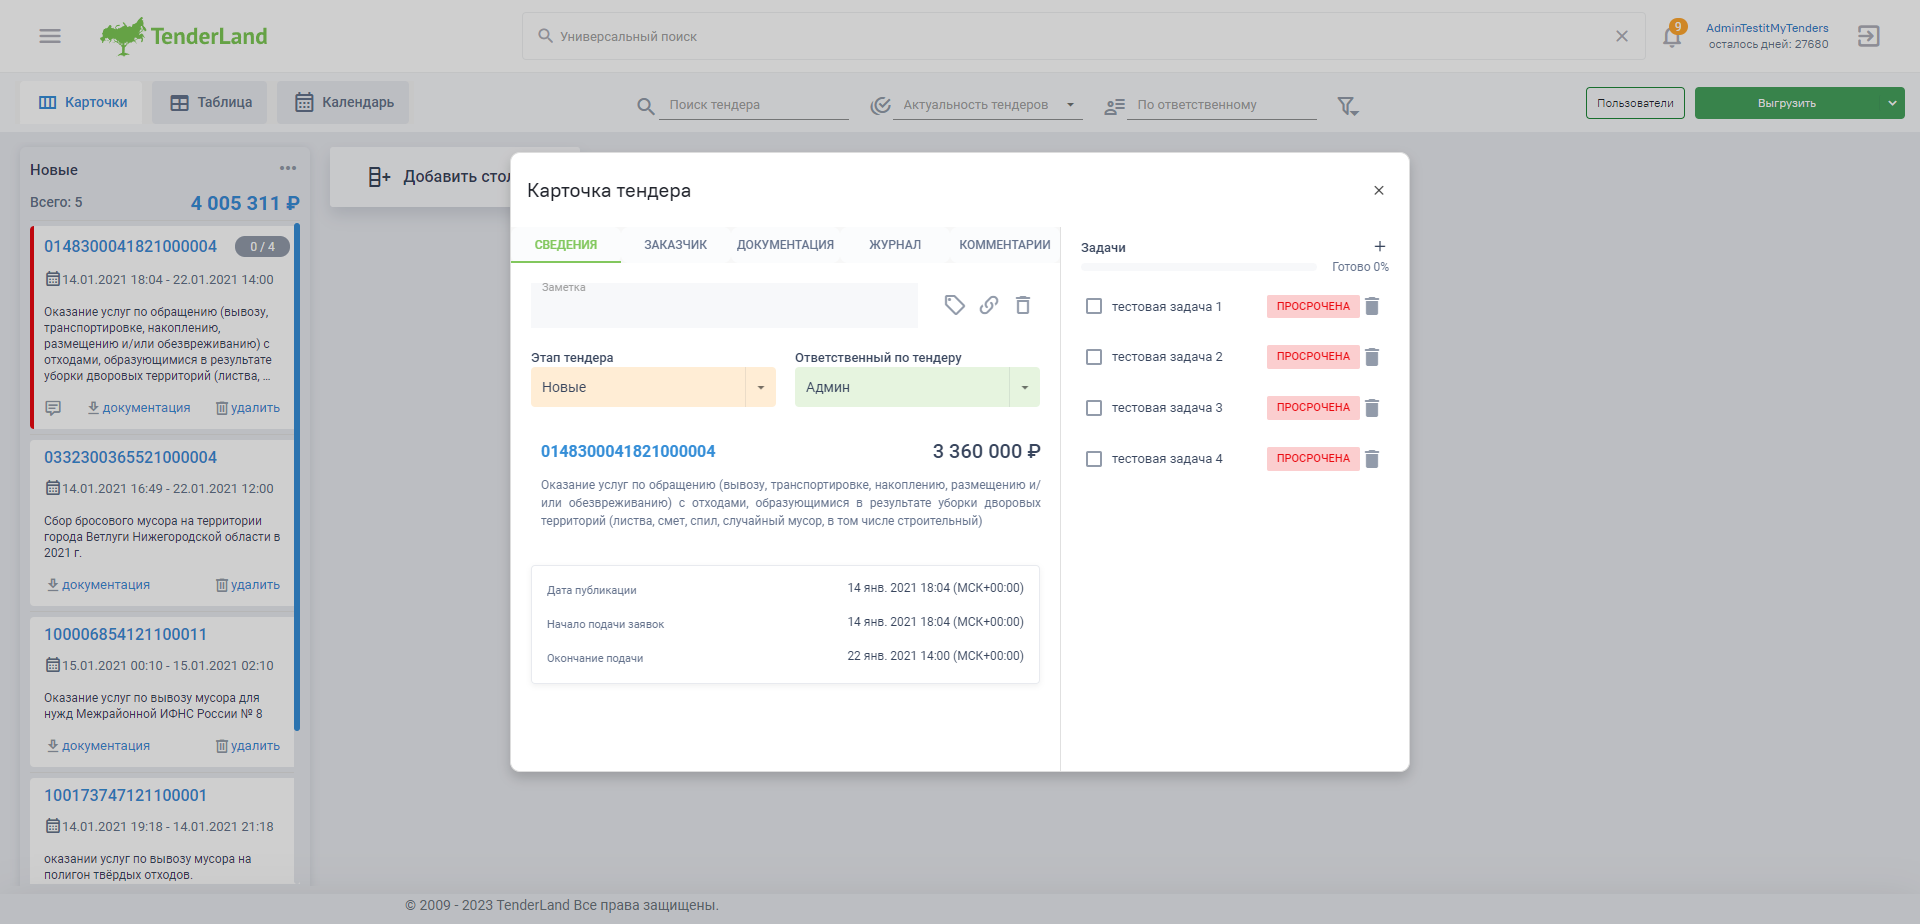 TenderLand
Универсальный поиск
9
AdminTestitMyTenders
осталось дней: 27680
Карточки
Таблица
Календарь
Поиск тендера
Актуальность тендеров
По ответственному
Пользователи
Выгрузить
Новые
Всего: 5
4 005 311 ₽
0148300041821000004
0 / 4
14.01.2021 18:04 - 22.01.2021 14:00
Оказание услуг по обращению (вывозу,
транспортировке, накоплению,
размещению и/или обезвреживанию) с
отходами, образующимися в результате
уборки дворовых территорий (листва, ...
документация
удалить
0332300365521000004
14.01.2021 16:49 - 22.01.2021 12:00
Сбор бросового мусора на территории
города Ветлуги Нижегородской области в
2021 г.
документация
удалить
100006854121100011
15.01.2021 00:10 - 15.01.2021 02:10
Оказание услуг по вывозу мусора для
нужд Межрайонной ИФНС России № 8
документация
удалить
100173747121100001
14.01.2021 19:18 - 14.01.2021 21:18
оказании услуг по вывозу мусора на
полигон твёрдых отходов.
Добавить стол
Карточка тендера
СВЕДЕНИЯ
ЗАКАЗЧИК
ДОКУМЕНТАЦИЯ
ЖУРНАЛ
КОММЕНТАРИИ
Заметка
Этап тендера
Новые
Ответственный по тендеру
Админ
0148300041821000004
3 360 000 ₽
Оказание услуг по обращению (вывозу, транспортировке, накоплению, размещению и/
или обезвреживанию) с отходами, образующимися в результате уборки дворовых
территорий (листва, смет, спил, случайный мусор, в том числе строительный)
Дата публикации
14 янв. 2021 18:04 (МСК+00:00)
Начало подачи заявок
14 янв. 2021 18:04 (МСК+00:00)
Окончание подачи
22 янв. 2021 14:00 (МСК+00:00)
Задачи
Готово 0%
тестовая задача 1
ПРОСРОЧЕНА
тестовая задача 2
ПРОСРОЧЕНА
тестовая задача 3
ПРОСРОЧЕНА
тестовая задача 4
ПРОСРОЧЕНА
© 2009 - 2023 TenderLand Все права защищены.